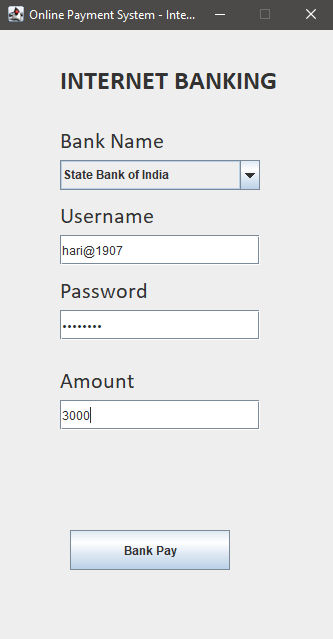 Online Payment System - Inte...
INTERNET BANKING
Bank Name
State Bank of India
Username
hari@1907
Password
••••••••
Amount
3000
Bank Pay